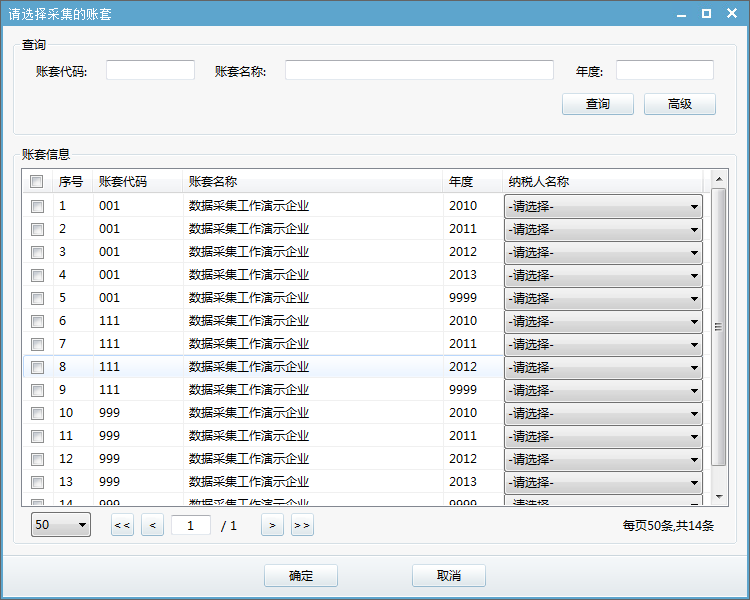 请选择采集的账套
查询
账套代码: 账套名称: 年度:
查询 高级
账套信息
序号 账套代码 账套名称 年度 纳税人名称
1 001 数据采集工作演示企业 2010 -请选择-
2 001 数据采集工作演示企业 2011 -请选择-
3 001 数据采集工作演示企业 2012 -请选择-
4 001 数据采集工作演示企业 2013 -请选择-
5 001 数据采集工作演示企业 9999 -请选择-
6 111 数据采集工作演示企业 2010 -请选择-
7 111 数据采集工作演示企业 2011 -请选择-
8 111 数据采集工作演示企业 2012 -请选择-
9 111 数据采集工作演示企业 9999 -请选择-
10 999 数据采集工作演示企业 2010 -请选择-
11 999 数据采集工作演示企业 2011 -请选择-
12 999 数据采集工作演示企业 2012 -请选择-
13 999 数据采集工作演示企业 2013 -请选择-
14 999 数据采集工作演示企业 9999 -请选择-
50 << < 1 / 1 > >> 每页50条,共14条
确定 取消